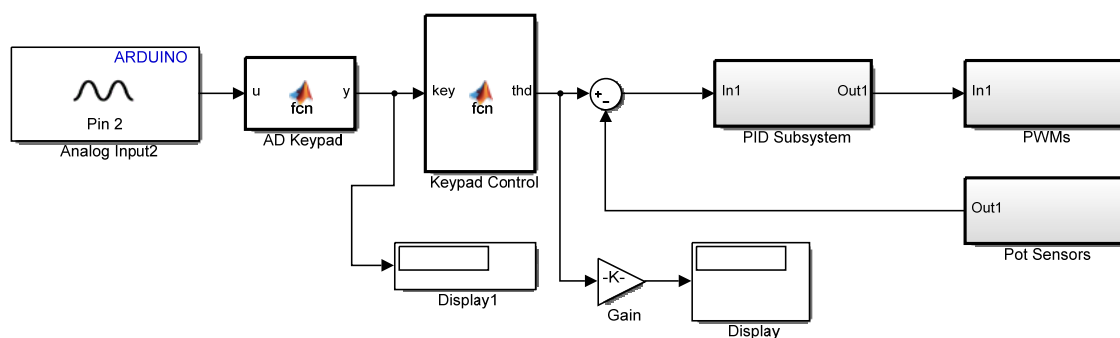 ARDUINO
Pin 2
Analog Input2
u
fcn
y
AD Keypad
key
fcn
thd
Keypad Control
+
-
In1
Out1
PID Subsystem
In1
PWMs
Out1
Pot Sensors
Display1
-K-
Gain
Display